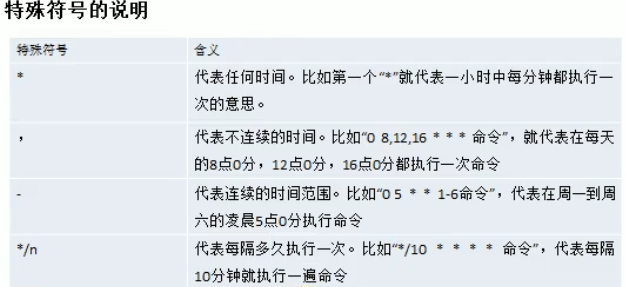 特殊符号的说明
特殊符号 含义
* 代表任何时间。比如第一个“*”就代表一小时中每分钟都执行一
次的意思。
， 代表不连续的时间。比如“0 8,12,16 * * * 命令”，就代表在每天
的8点0分，12点0分，16点0分都执行一次命令
- 代表连续的时间范围。比如“0 5 * * 1-6命令”，代表在周一到周
六的凌晨5点0分执行命令
*/n 代表每隔多久执行一次。比如“*/10 * * * * 命令”，代表每隔
10分钟就执行一遍命令